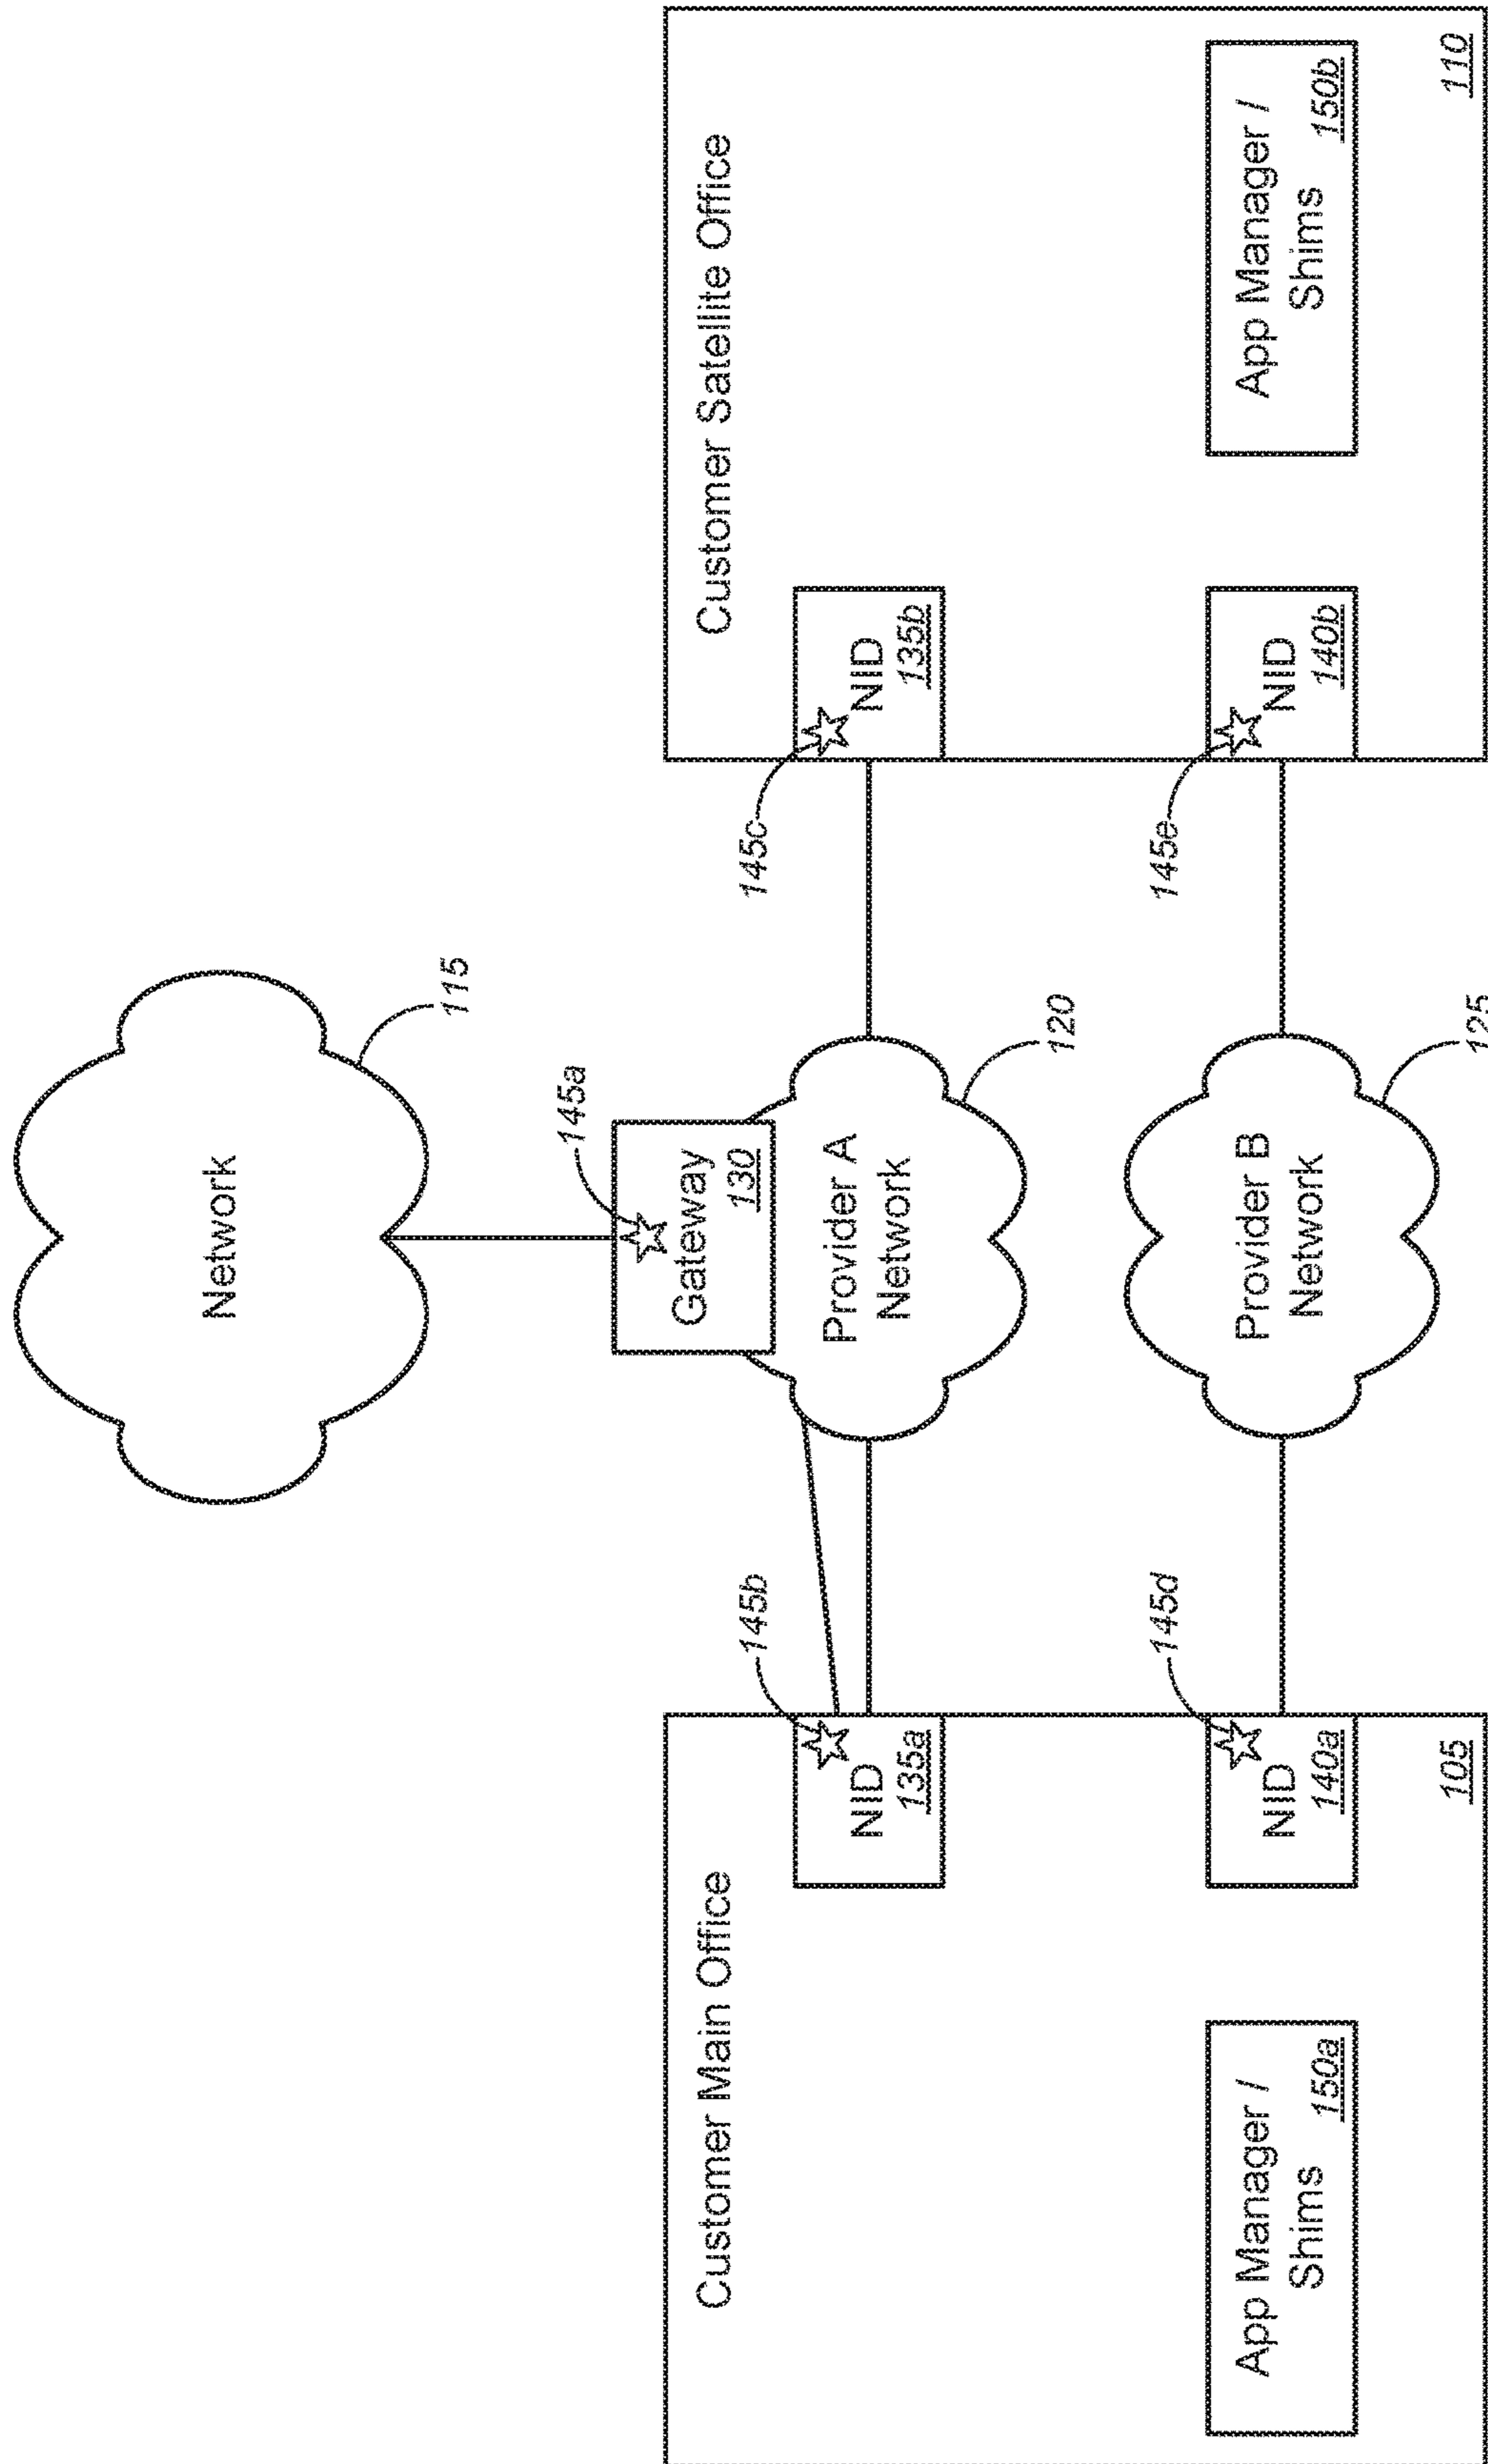 Network
115
145a
Gateway
130
Customer Main Office
Customer Satellite Office
145b
145c
NID
135a
Provider A
Network
120
NID
135b
145d
145e
NID
140a
Provider B
Network
125
NID
140b
App Manager /
Shims 150a
App Manager /
Shims 150b
105
110